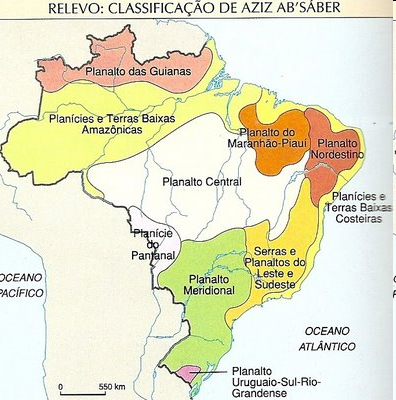 RELEVO: CLASSIFICAÇÃO DE AZIZ AB'SÁBER
Planalto das Guianas
Planícies e Terras Baixas
Amazônicas
Planalto do
Maranhão-Piauí
Planalto
Nordestino
Planalto Central
Planícies e
Terras Baixas
Costeiras
Planície
do
Pantanal
Serras e
Planaltos do
Leste e
Sudeste
Planalto
Meridional
OCEANO
PACÍFICO
OCEANO
ATLÂNTICO
Planalto
Uruguaio-Sul-Rio-
Grandense
0 550 km